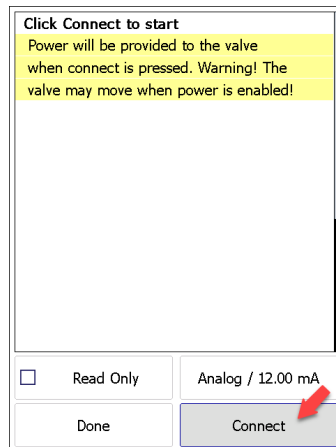 Click Connect to start
Power will be provided to the valve
when connect is pressed. Warning! The
valve may move when power is enabled!
Read Only
Analog / 12.00 mA
Done
Connect